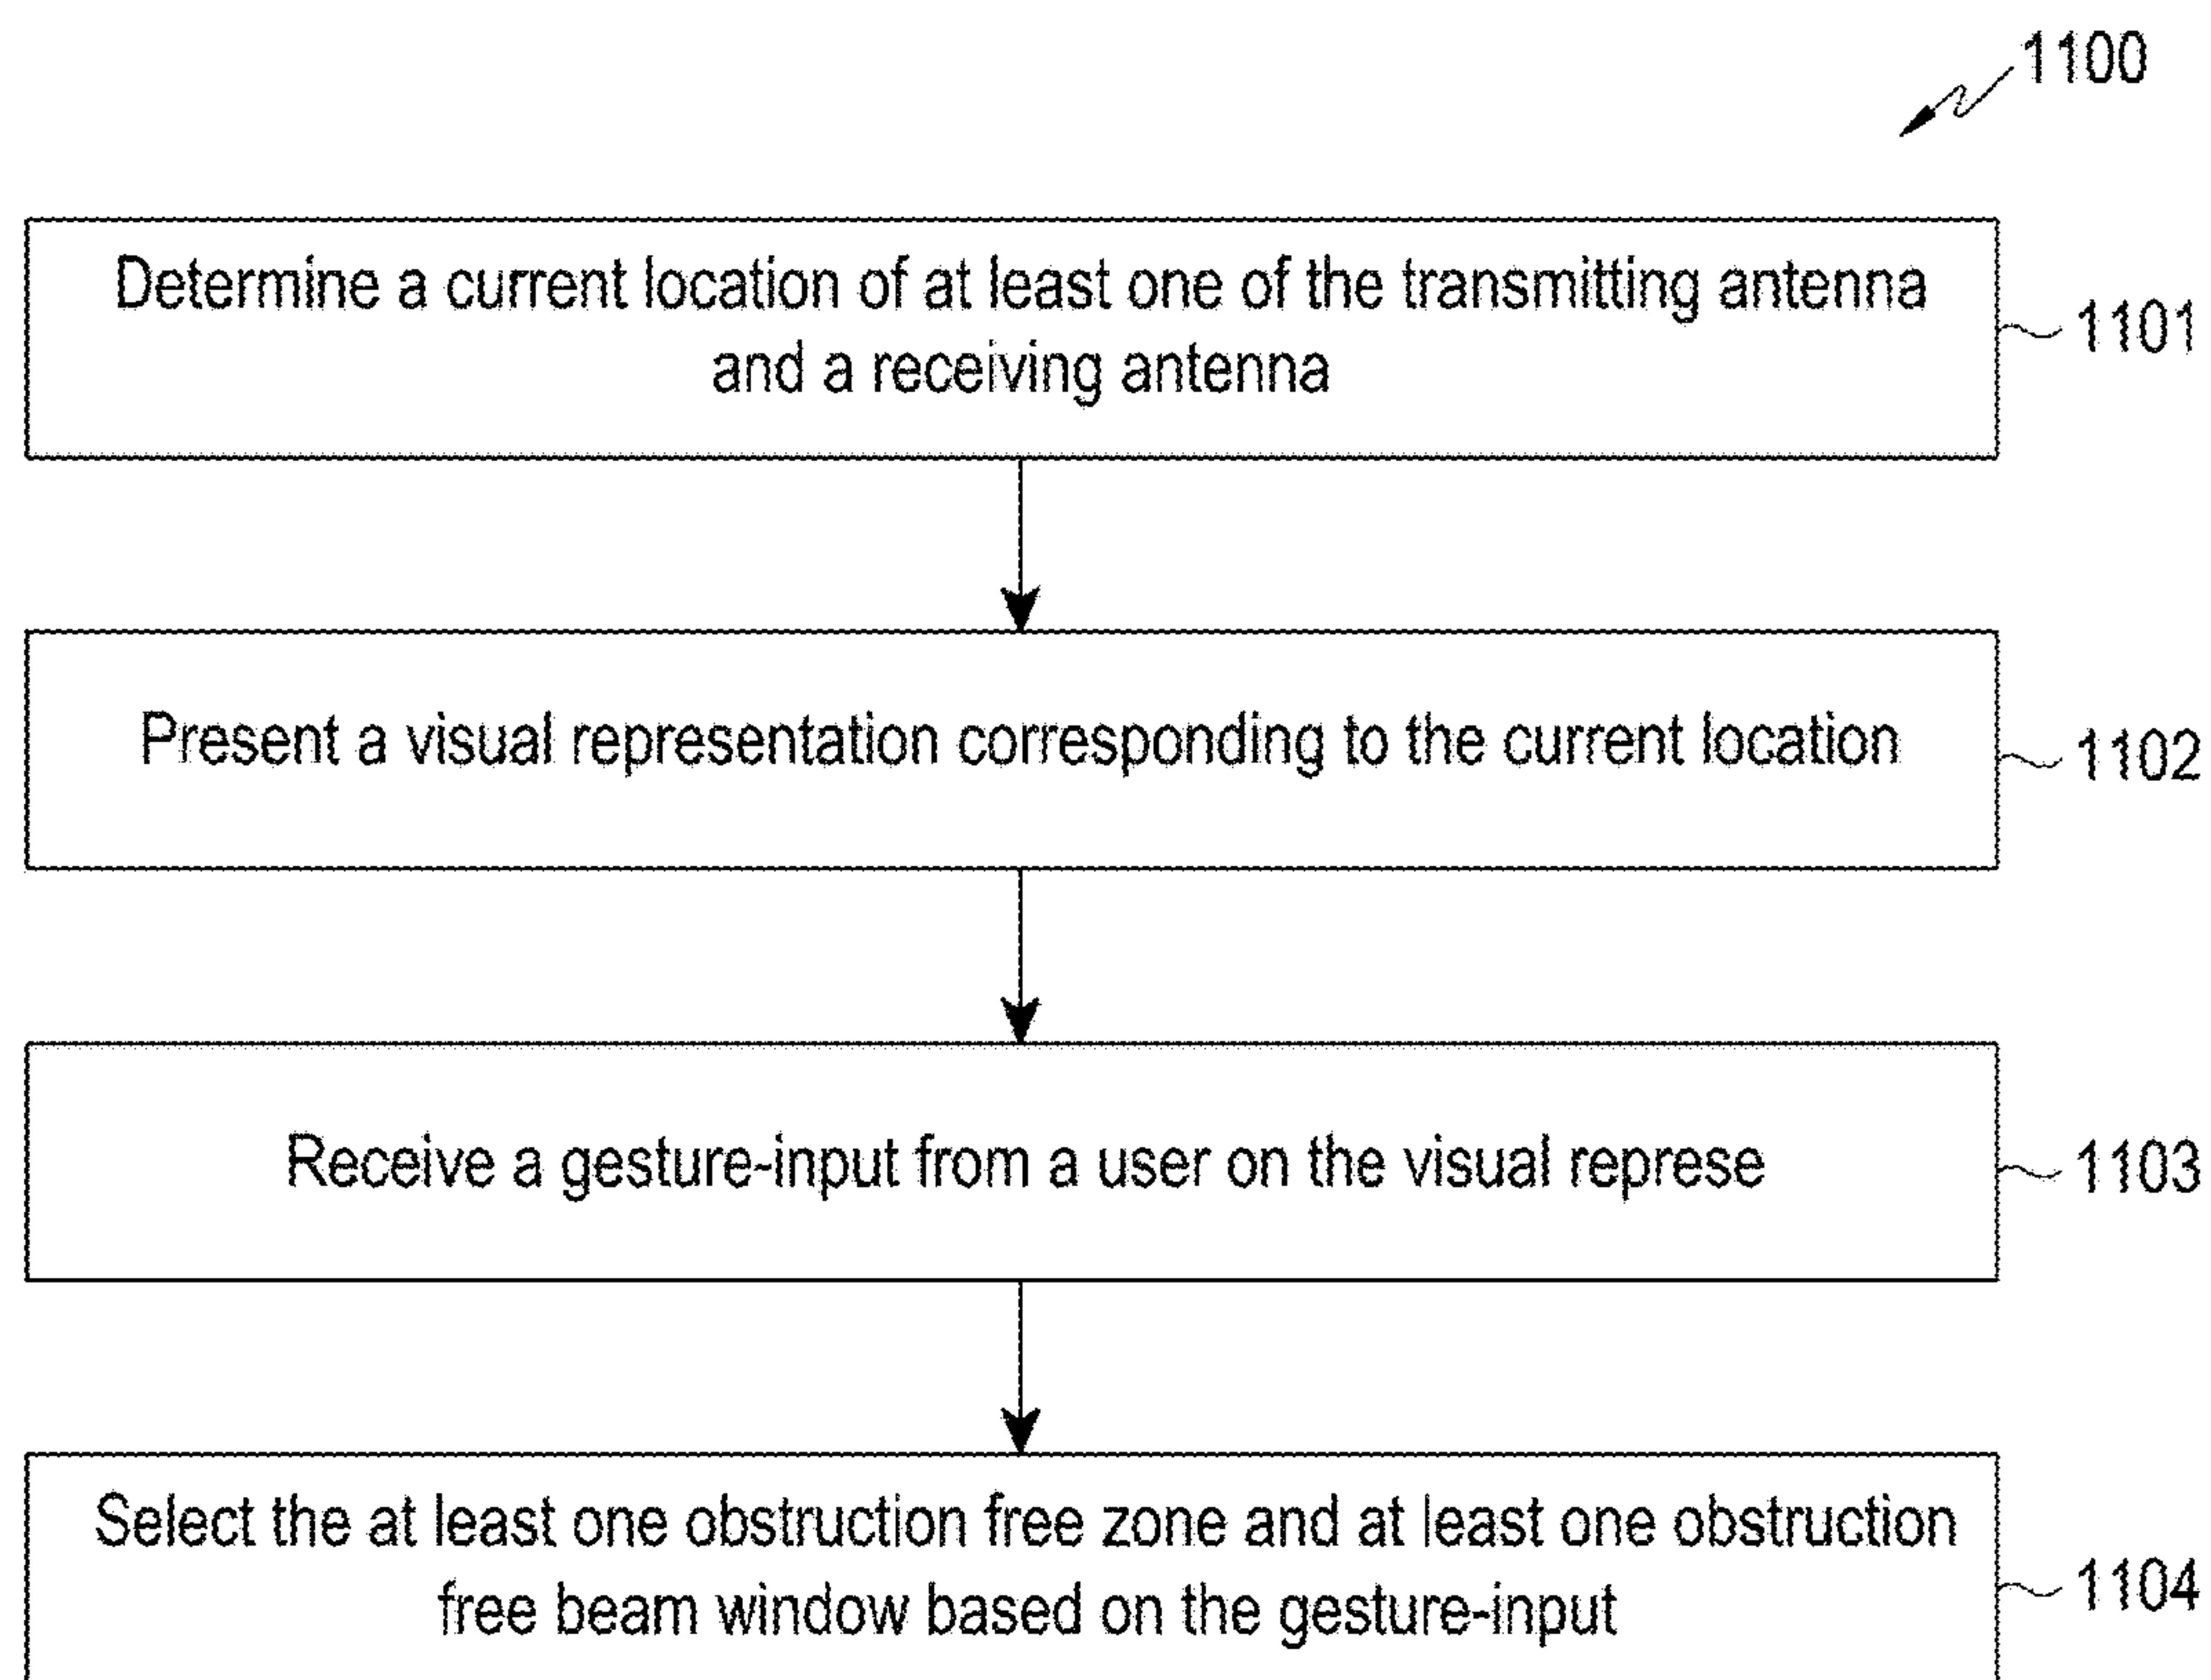 1100
Determine a current location of at least one of the transmitting antenna
and a receiving antenna
1101
Present a visual representation corresponding to the current location
1102
Receive a gesture-input from a user on the visual represe
1103
Select the at least one obstruction free zone and at least one obstruction
free beam window based on the gesture-input
1104